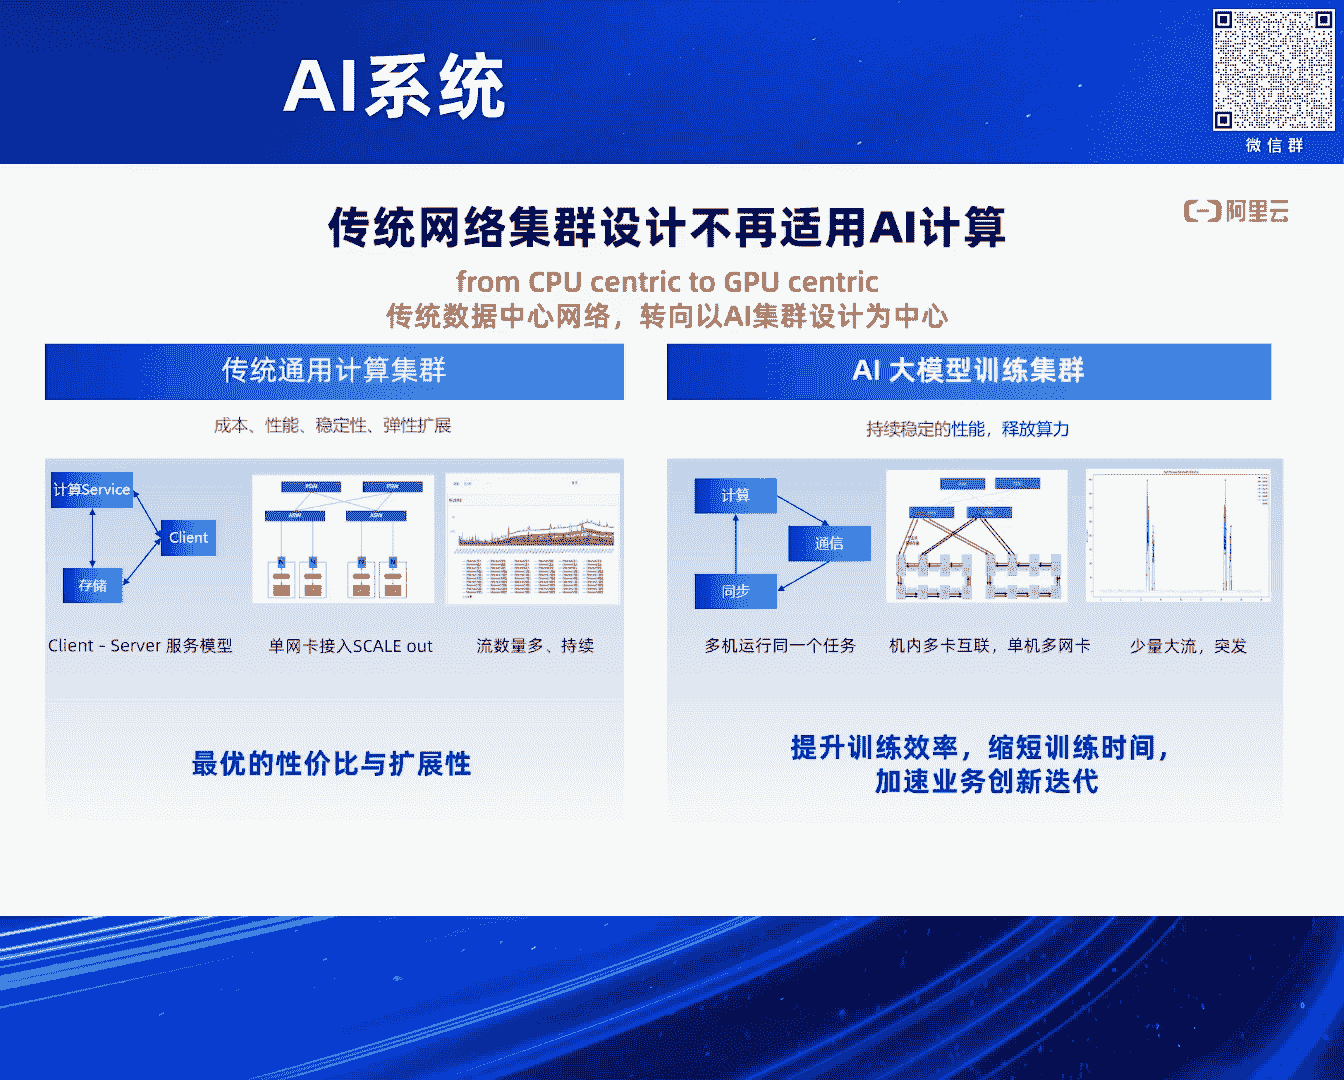 AI系统
微信群
阿里云
传统网络集群设计不再适用AI计算
from CPU centric to GPU centric
传统数据中心网络，转向以AI集群设计为中心
传统通用计算集群
成本、性能、稳定性、弹性扩展
计算Service
Client
存储
PSW
PSW
ASW
ASW
Client - Server 服务模型
单网卡接入SCALE out
流数量多、持续
最优的性价比与扩展性
AI 大模型训练集群
持续稳定的性能，释放算力
计算
通信
同步
多机运行同一个任务
机内多卡互联，单机多网卡
少量大流，突发
提升训练效率，缩短训练时间，
加速业务创新迭代